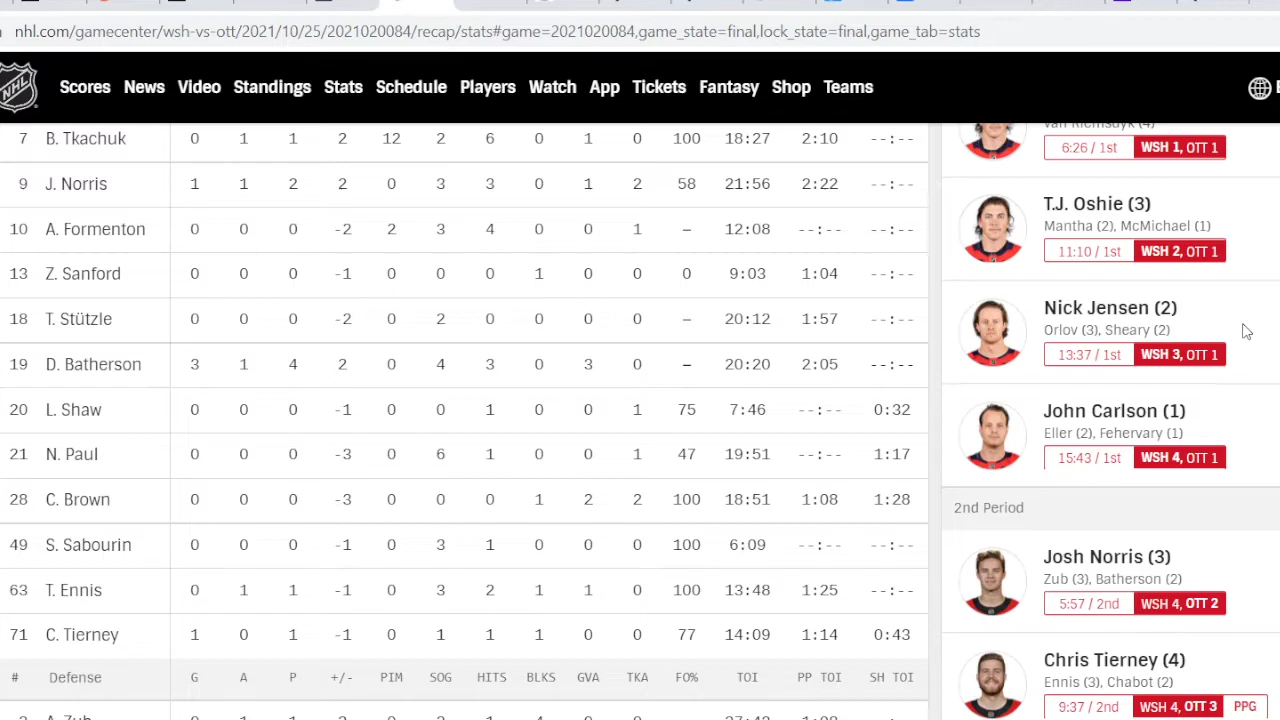 nhl.com/gamecenter/wsh-vs-ott/2021/10/25/2021020084/recap/stats#game=2021020084,game_state=final,lock_state=final,game_tab=stats
NHL Scores News Video Standings Stats Schedule Players Watch App Tickets Fantasy Shop Teams
7 B. Tkachuk 0 1 1 2 12 2 6 0 1 0 100 18:27 2:10 --:--
9 J. Norris 1 1 2 2 0 3 3 0 1 2 58 21:56 2:22 --:--
10 A. Formenton 0 0 0 -2 2 3 4 0 0 1 – 12:08 --:-- --:--
13 Z. Sanford 0 0 0 -1 0 0 0 1 0 0 0 9:03 1:04 --:--
18 T. Stützle 0 0 0 -2 0 2 0 0 0 0 – 20:12 1:57 --:--
19 D. Batherson 3 1 4 2 0 4 3 0 3 0 – 20:20 2:05 --:--
20 L. Shaw 0 0 0 -1 0 0 1 0 0 1 75 7:46 --:-- 0:32
21 N. Paul 0 0 0 -3 0 6 1 0 0 1 47 19:51 --:-- 1:17
28 C. Brown 0 0 0 -3 0 0 0 1 2 2 100 18:51 1:08 1:28
49 S. Sabourin 0 0 0 -1 0 3 1 0 0 0 100 6:09 --:-- --:--
63 T. Ennis 0 1 1 -1 0 3 2 1 1 0 100 13:48 1:25 --:--
71 C. Tierney 1 0 1 -1 0 1 1 1 0 0 77 14:09 1:14 0:43
# Defense G A P +/- PIM SOG HITS BLKS GVA TKA FO% TOI PP TOI SH TOI
van Riemsdyk (4)
6:26 / 1st WSH 1, OTT 1
T.J. Oshie (3)
Mantha (2), McMichael (1)
11:10 / 1st WSH 2, OTT 1
Nick Jensen (2)
Orlov (3), Sheary (2)
13:37 / 1st WSH 3, OTT 1
John Carlson (1)
Eller (2), Fehervary (1)
15:43 / 1st WSH 4, OTT 1
2nd Period
Josh Norris (3)
Zub (3), Batherson (2)
5:57 / 2nd WSH 4, OTT 2
Chris Tierney (4)
Ennis (3), Chabot (2)
9:37 / 2nd WSH 4, OTT 3 PPG